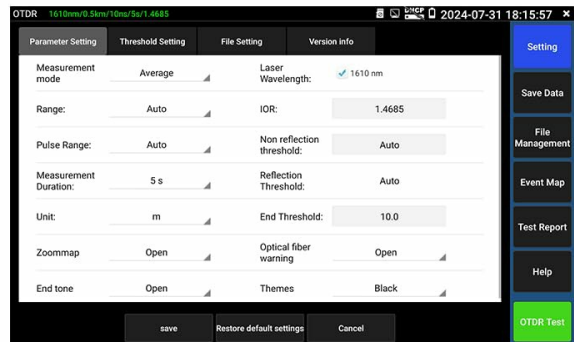 OTDR 1610nm/0.5km/10ns/5s/1.4685 DHCP 2024-07-31 18:15:57 ×
Parameter Setting Threshold Setting File Setting Version info
Setting
Measurement mode Average Laser Wavelength: 1610 nm
Save Data
Range: Auto IOR: 1.4685
File Management
Pulse Range: Auto Non reflection threshold: Auto
Measurement Duration: 5 s Reflection Threshold: Auto
Event Map
Unit: m End Threshold: 10.0
Test Report
Zoommap Open Optical fiber warning Open
Help
End tone Open Themes Black
save Restore default settings Cancel
OTDR Test